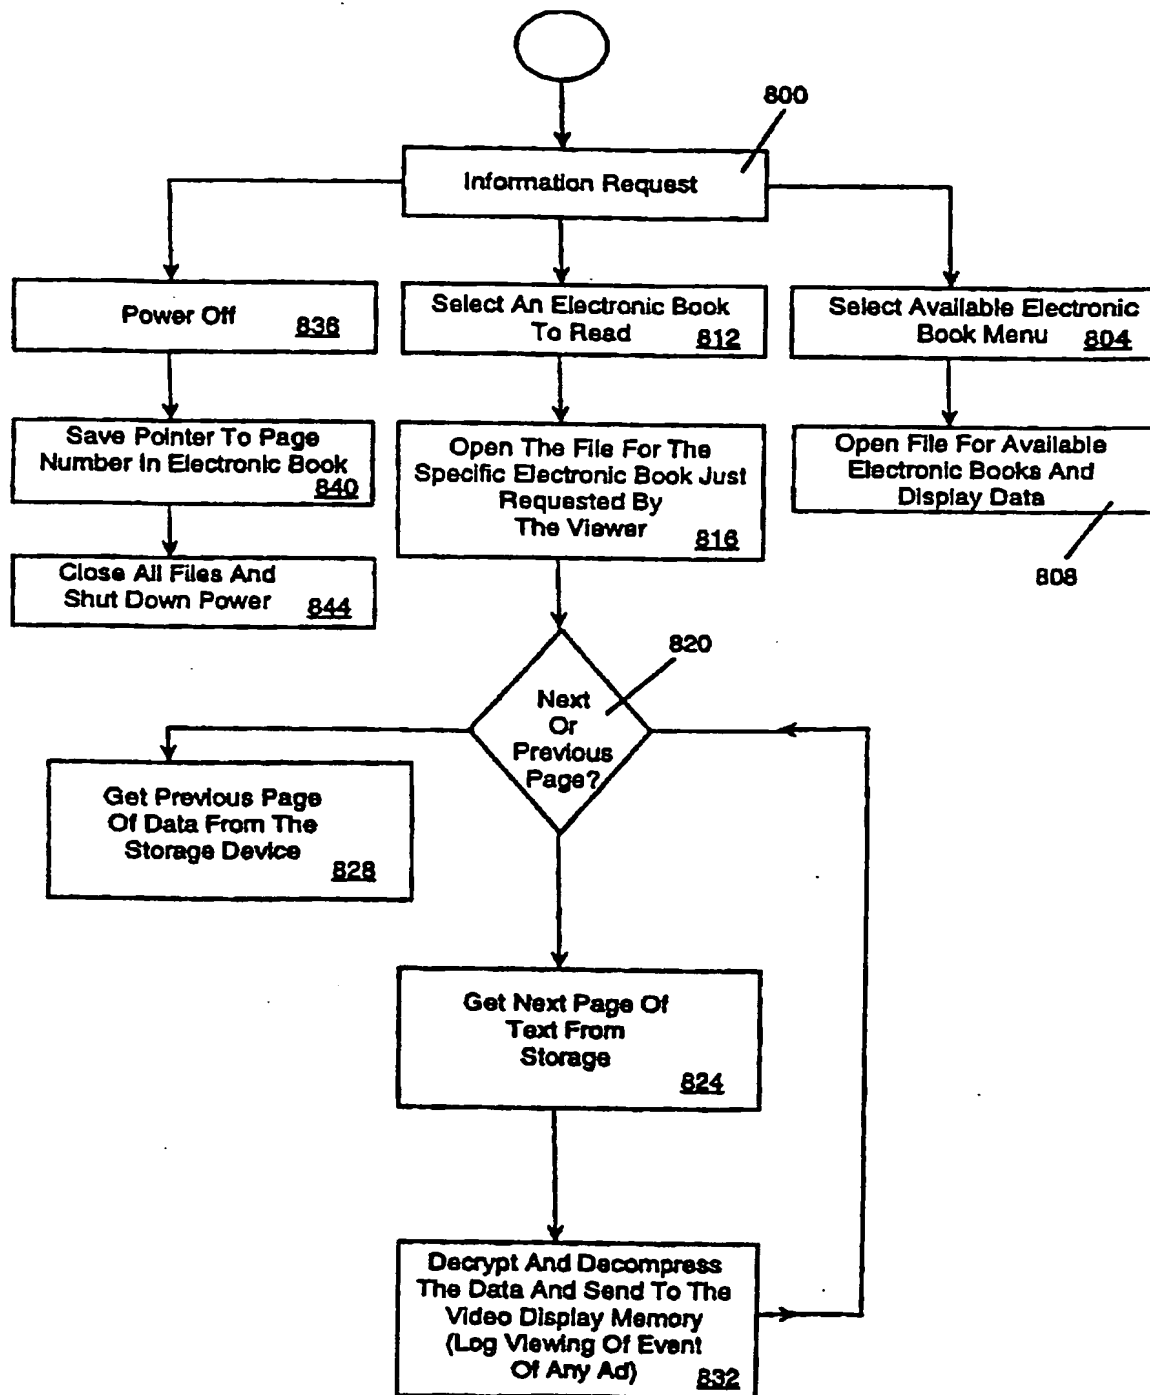 800
Information Request
Power Off
836
Select An Electronic Book
To Read
812
Select Available Electronic
Book Menu
804
Save Pointer To Page
Number In Electronic Book
840
Open The File For The
Specific Electronic Book Just
Requested By
The Viewer
816
Open File For Available
Electronic Books And
Display Data
808
Close All Files And
Shut Down Power
844
820
Next
Or
Previous
Page?
Get Previous Page
Of Data From The
Storage Device
828
Get Next Page Of
Text From
Storage
824
Decrypt And Decompress
The Data And Send To The
Video Display Memory
(Log Viewing Of Event
Of Any Ad)
832